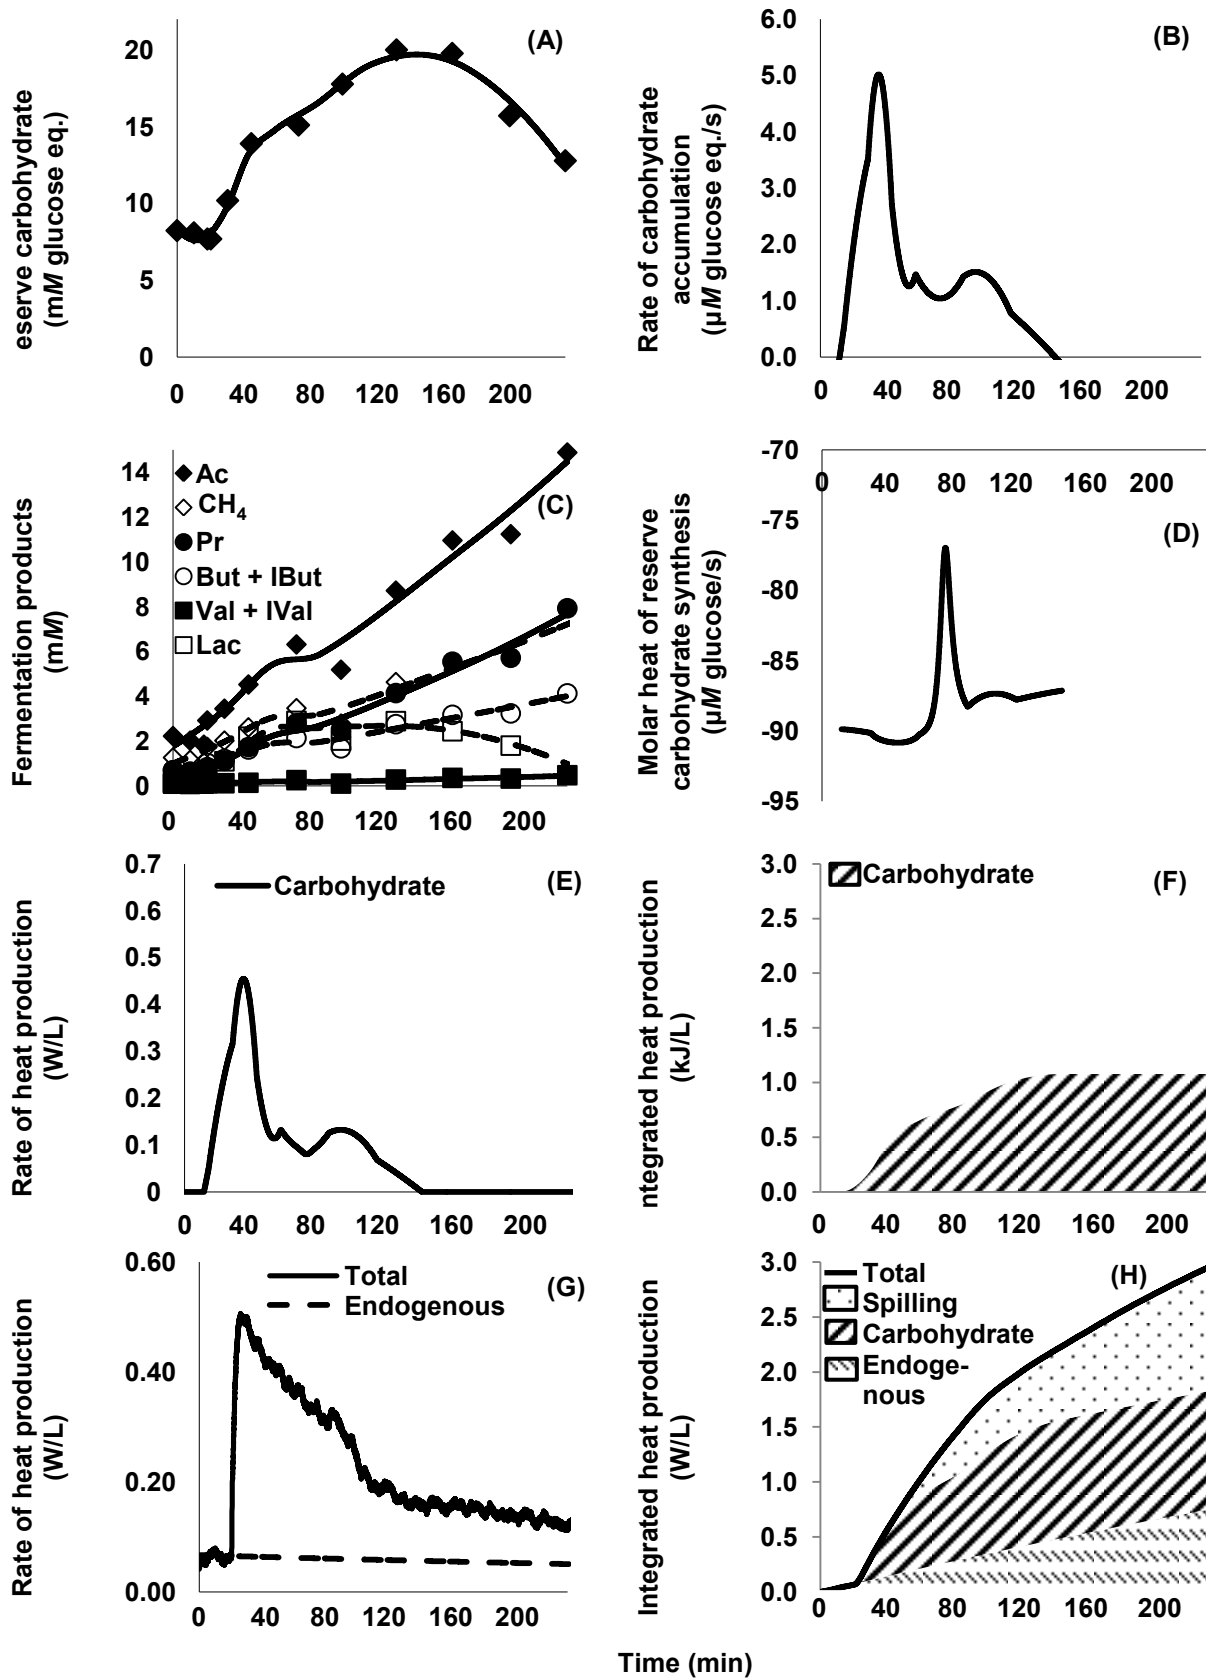 (A)
eserve carbohydrate
(mM glucose eq.)
20
15
10
5
0
0 40 80 120 160 200
(B)
Rate of carbohydrate
accumulation
(µM glucose eq./s)
6.0
5.0
4.0
3.0
2.0
1.0
0.0
0 40 80 120 160 200
(C)
Fermentation products
(mM)
14
12
10
8
6
4
2
0
Ac
CH4
Pr
But + IBut
Val + IVal
Lac
0 40 80 120 160 200
(D)
Molar heat of reserve
carbohydrate synthesis
(µM glucose/s)
-70
-75
-80
-85
-90
-95
0 40 80 120 160 200
(E)
Rate of heat production
(W/L)
0.7
0.6
0.5
0.4
0.3
0.2
0.1
0
Carbohydrate
0 40 80 120 160 200
(F)
ntegrated heat production
(kJ/L)
3.0
2.5
2.0
1.5
1.0
0.5
0.0
Carbohydrate
0 40 80 120 160 200
(G)
Rate of heat production
(W/L)
0.60
0.40
0.20
0.00
Total
Endogenous
0 40 80 120 160 200
(H)
Integrated heat production
(W/L)
3.0
2.5
2.0
1.5
1.0
0.5
0.0
Total
Spilling
Carbohydrate
Endoge-
nous
0 40 80 120 160 200
Time (min)